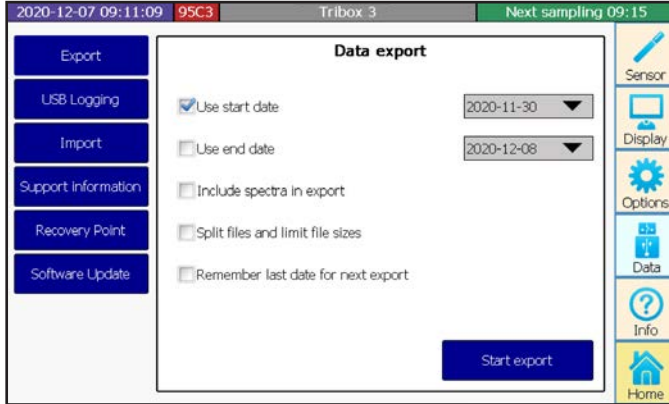 2020-12-07 09:11:09 95C3 Tribox 3 Next sampling 09:15
Export
USB Logging
Import
Support information
Recovery Point
Software Update
Data export
Use start date 2020-11-30
Use end date 2020-12-08
Include spectra in export
Split files and limit file sizes
Remember last date for next export
Start export
Sensor
Display
Options
Data
Info
Home